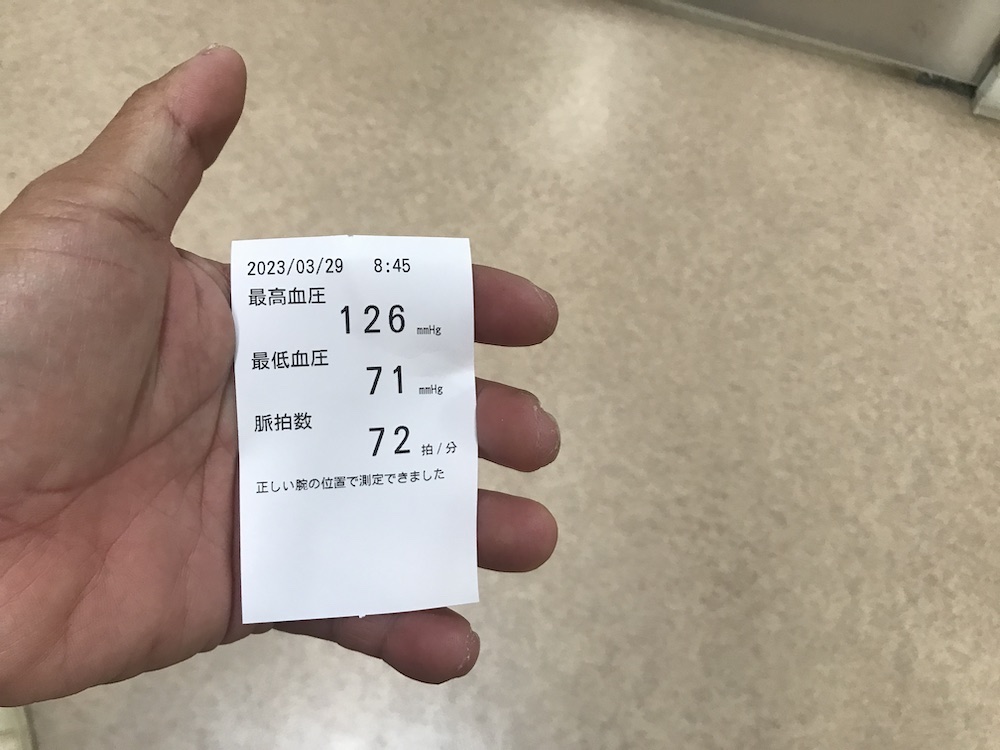 2023/03/29 8:45
最高血圧
126 mmHg
最低血圧
71 mmHg
脈拍数
72 拍/分
正しい腕の位置で測定できました